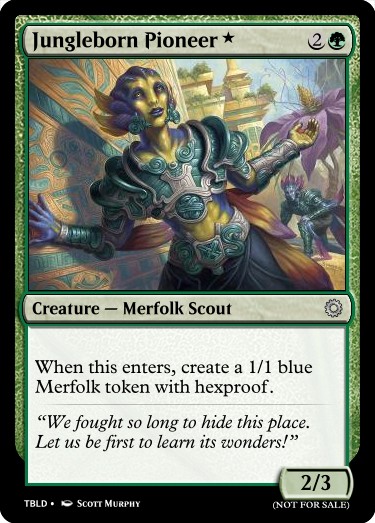 Jungleborn Pioneer★ 2
Creature — Merfolk Scout
When this enters, create a 1/1 blue
Merfolk token with hexproof.
“We fought so long to hide this place.
Let us be first to learn its wonders!”
2/3
TBLD • Scott Murphy (NOT FOR SALE)